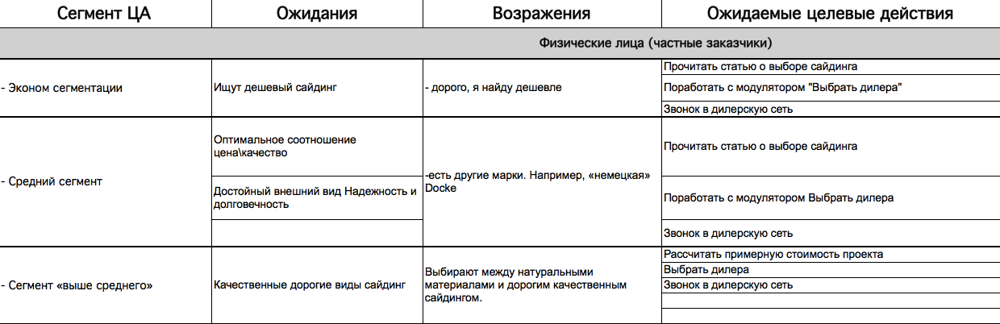 Сегмент ЦА
Ожидания
Возражения
Ожидаемые целевые действия
Физические лица (частные заказчики)
- Эконом сегментации
Ищут дешевый сайдинг
- дорого, я найду дешевле
Прочитать статью о выборе сайдинга
Поработать с модулятором "Выбрать дилера"
Звонок в дилерскую сеть
- Средний сегмент
Оптимальное соотношение
цена\качество
Достойный внешний вид Надежность и
долговечность
-есть другие марки. Например, «немецкая»
Docke
Прочитать статью о выборе сайдинга
Поработать с модулятором Выбрать дилера
Звонок в дилерскую сеть
- Сегмент «выше среднего»
Качественные дорогие виды сайдинг
Выбирают между натуральными
материалами и дорогим качественным
сайдингом.
Рассчитать примерную стоимость проекта
Выбрать дилера
Звонок в дилерскую сеть